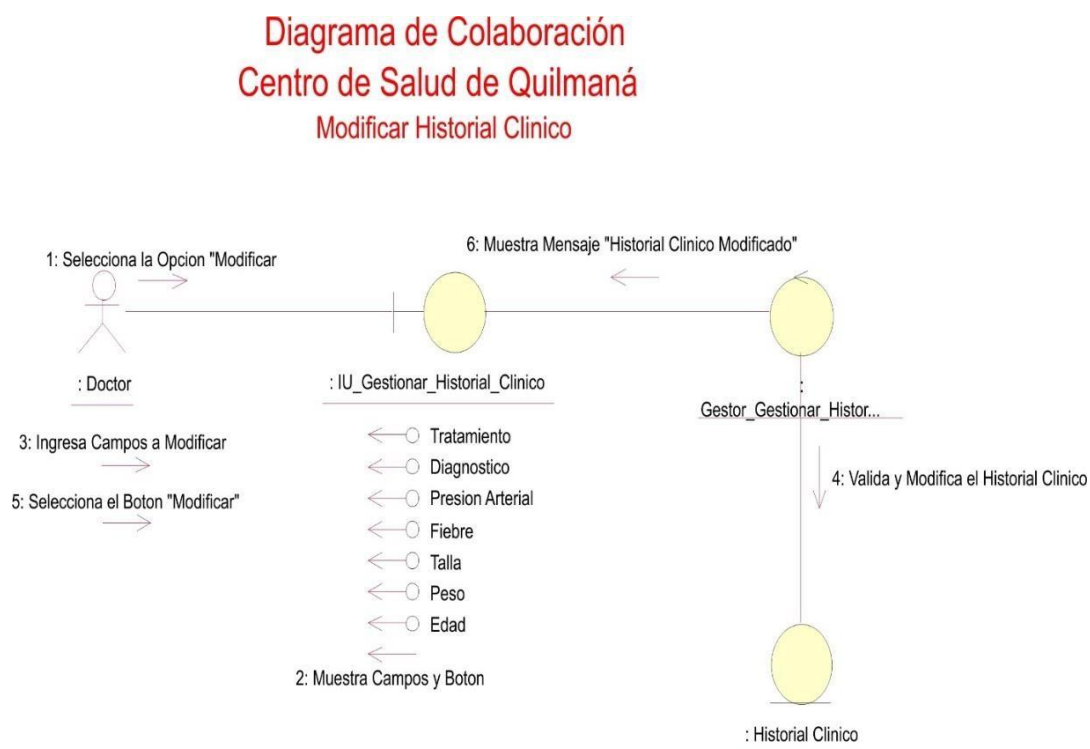 Diagrama de Colaboración
Centro de Salud de Quilmaná
Modificar Historial Clinico
6: Muestra Mensaje "Historial Clinico Modificado"
1: Selecciona la Opcion "Modificar
: Doctor
: IU_Gestionar_Historial_Clinico
:
Gestor_Gestionar_Histor...
3: Ingresa Campos a Modificar
5: Selecciona el Boton "Modificar"
Tratamiento
Diagnostico
Presion Arterial
Fiebre
Talla
Peso
Edad
2: Muestra Campos y Boton
4: Valida y Modifica el Historial Clinico
: Historial Clinico